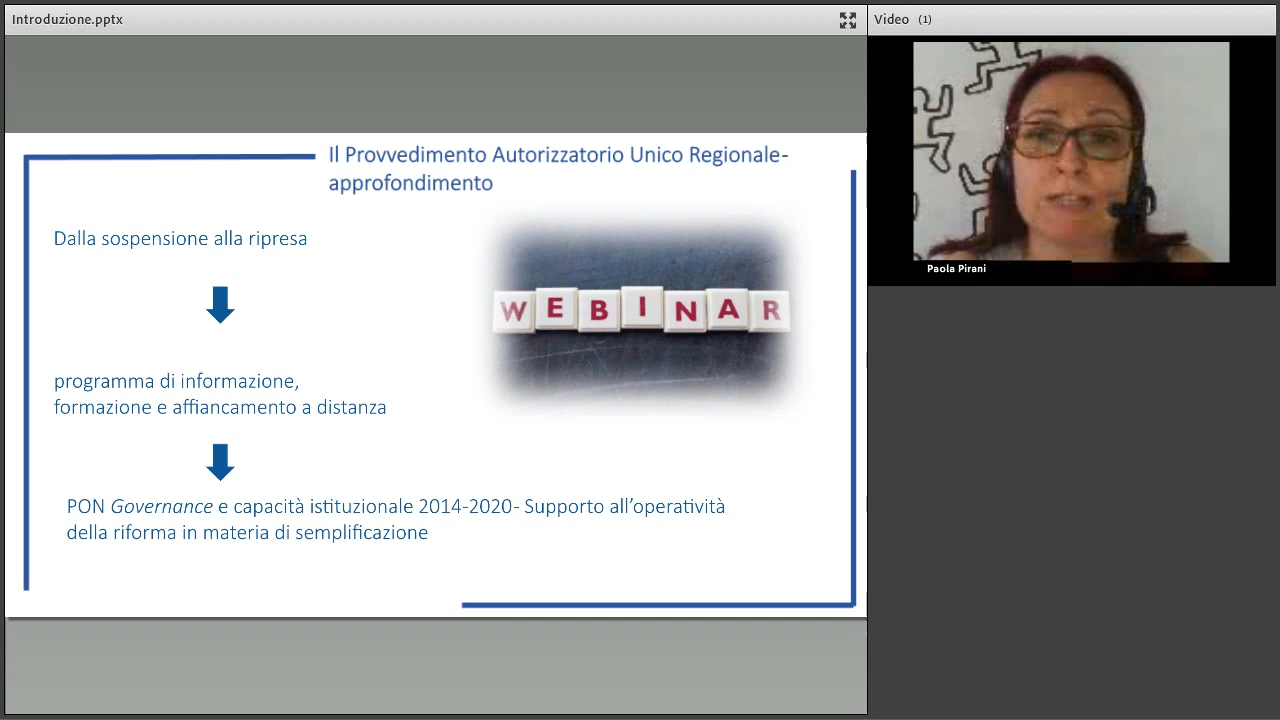 Introduzione.pptx
Video (1)
Il Provvedimento Autorizzatorio Unico Regionale-
approfondimento
Dalla sospensione alla ripresa
WEBINAR
programma di informazione,
formazione e affiancamento a distanza
PON Governance e capacità istituzionale 2014-2020- Supporto all’operatività
della riforma in materia di semplificazione
Paola Pirani